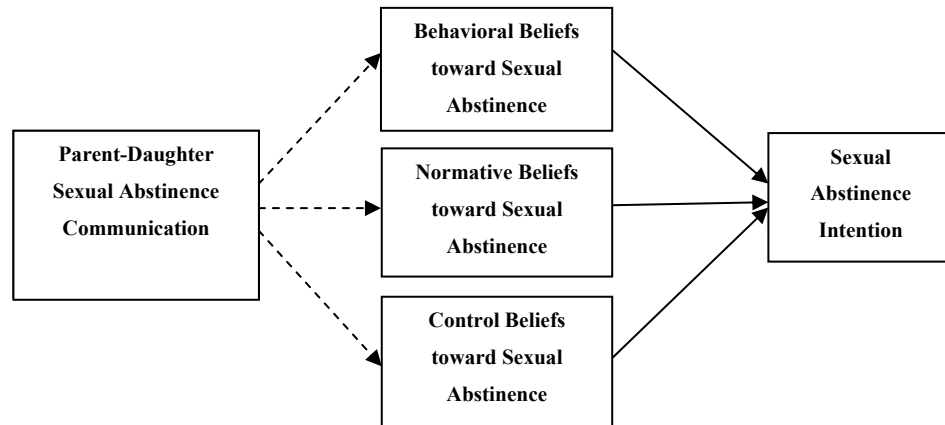 Behavioral Beliefs
toward Sexual
Abstinence
Parent-Daughter
Sexual Abstinence
Communication
Normative Beliefs
toward Sexual
Abstinence
Sexual
Abstinence
Intention
Control Beliefs
toward Sexual
Abstinence